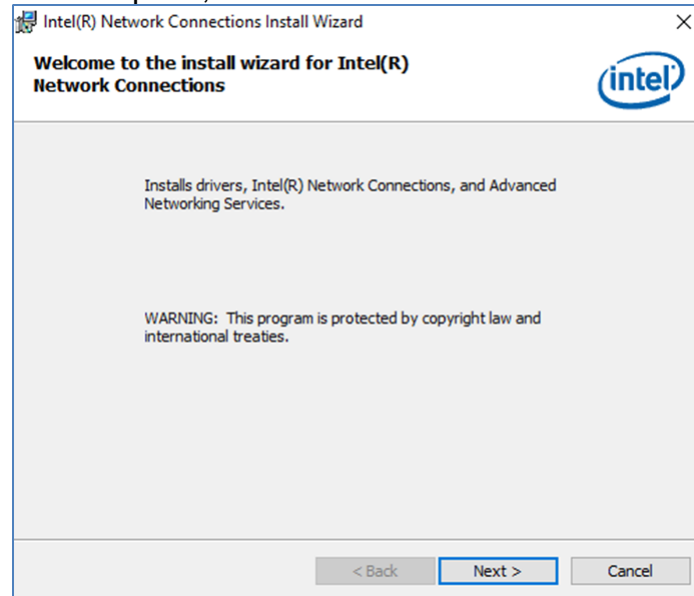 Intel(R) Network Connections Install Wizard
Welcome to the install wizard for Intel(R)
Network Connections
intel
Installs drivers, Intel(R) Network Connections, and Advanced
Networking Services.
WARNING: This program is protected by copyright law and
international treaties.
< Back Next > Cancel